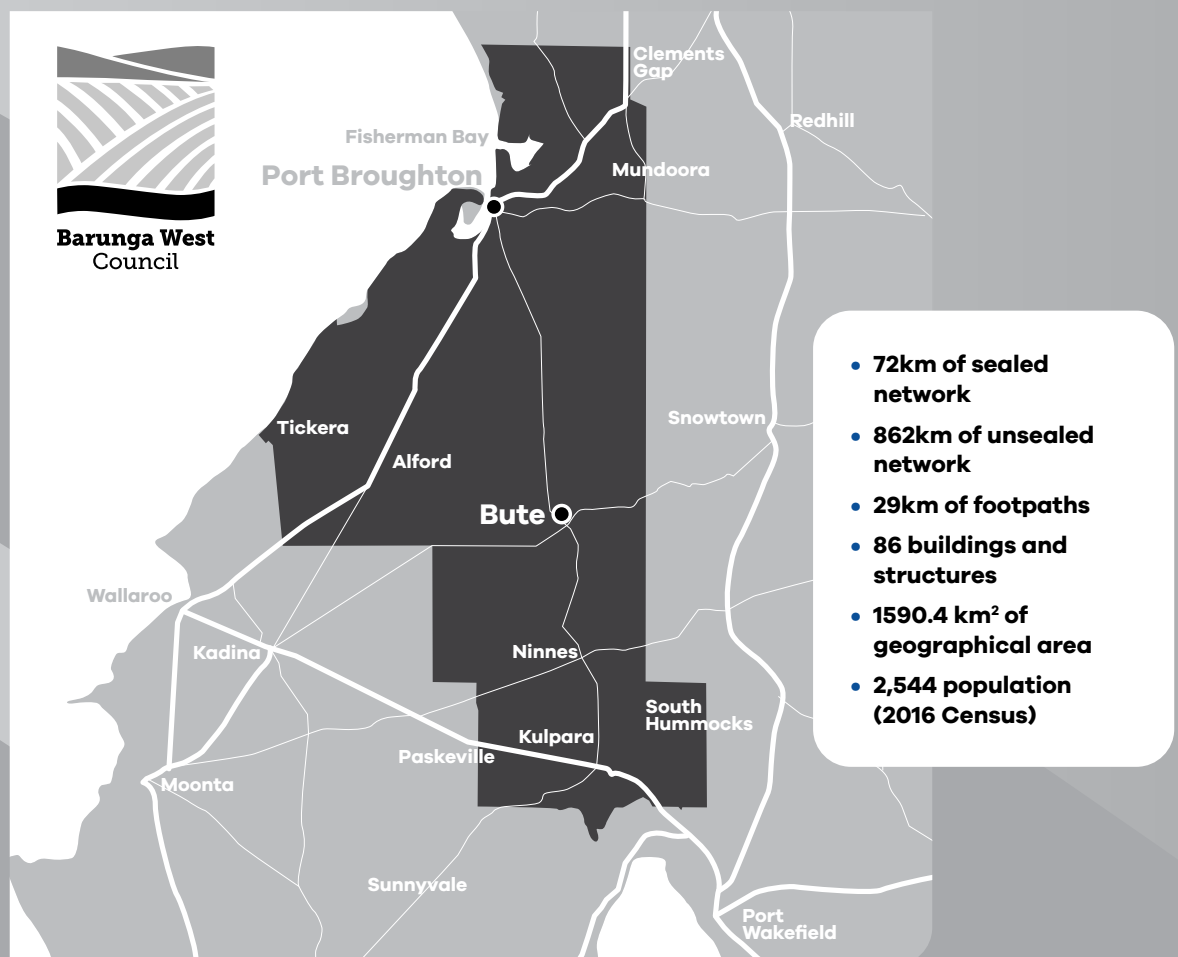 Barunga West
Council
Clements
Gap
Redhill
Fisherman Bay
Port Broughton
Mundoora
Tickera
Alford
Snowtown
Bute
Wallaroo
Kadina
Ninnes
South
Hummocks
Kulpara
Paskeville
Moonta
Sunnyvale
Port
Wakefield
• 72km of sealed
network
• 862km of unsealed
network
• 29km of footpaths
• 86 buildings and
structures
• 1590.4 km² of
geographical area
• 2,544 population
(2016 Census)